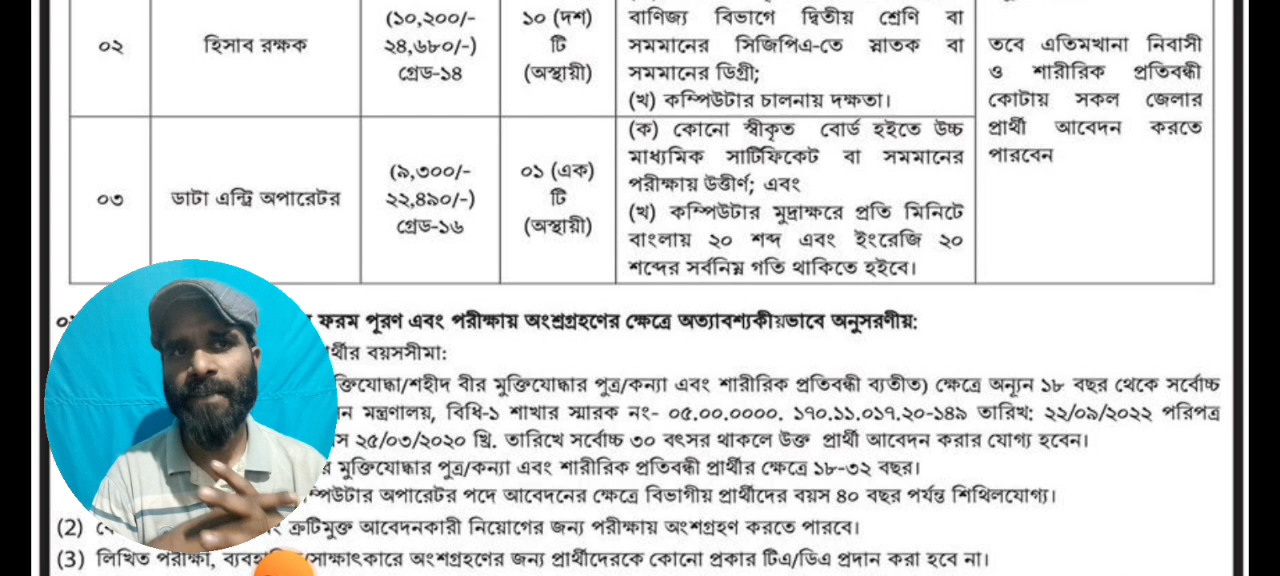 ০২
হিসাব রক্ষক
(১০,২০০/-
২৪,৬৮০/-)
গ্রেড-১৪
১০ (দশ)
টি
(অস্থায়ী)
বাণিজ্য বিভাগে দ্বিতীয় শ্রেণি বা
সমমানের সিজিপিএ-তে স্নাতক বা
সমমানের ডিগ্রী;
(খ) কম্পিউটার চালনায় দক্ষতা।
তবে এতিমখানা নিবাসী
ও শারীরিক প্রতিবন্ধী
কোটায় সকল জেলার
প্রার্থী আবেদন করতে
পারবেন
০৩
ডাটা এন্ট্রি অপারেটর
(৯,৩০০/-
২২,৪৯০/-)
গ্রেড-১৬
০১ (এক)
টি
(অস্থায়ী)
(ক) কোনো স্বীকৃত বোর্ড হইতে উচ্চ
মাধ্যমিক সার্টিফিকেট বা সমমানের
পরীক্ষায় উত্তীর্ণ; এবং
(খ) কম্পিউটার মুদ্রাক্ষরে প্রতি মিনিটে
বাংলায় ২০ শব্দ এবং ইংরেজি ২০
শব্দের সর্বনিম্ন গতি থাকিতে হইবে।
ফরম পূরণ এবং পরীক্ষায় অংশগ্রহণের ক্ষেত্রে অত্যাবশ্যকীয়ভাবে অনুসরণীয়:
বয়সসীমা:
বীর মুক্তিযোদ্ধার পুত্র/কন্যা এবং শারীরিক প্রতিবন্ধী ব্যতীত) ক্ষেত্রে অন্যূন ১৮ বছর থেকে সর্বোচ্চ
মন্ত্রণালয়, বিধি-১ শাখার স্মারক নং- ০৫.০০.০০০০. ১৭০.১১.০১৭.২০-১৪৯ তারিখ: ২২/০৯/২০২২ পরিপত্র
২৫/০৩/২০২০ খ্রি. তারিখে সর্বোচ্চ ৩০ বৎসর থাকলে উক্ত প্রার্থী আবেদন করার যোগ্য হবেন।
মুক্তিযোদ্ধার পুত্র/কন্যা এবং শারীরিক প্রতিবন্ধী প্রার্থীর ক্ষেত্রে ১৮-৩২ বছর।
অপারেটর পদে আবেদনের ক্ষেত্রে বিভাগীয় প্রার্থীদের বয়স ৪০ বছর পর্যন্ত শিথিলযোগ্য।
(2) ত্রুটিমুক্ত আবেদনকারী নিয়োগের জন্য পরীক্ষায় অংশগ্রহণ করতে পারবে।
(3) লিখিত পরীক্ষা, সাক্ষাৎকারে অংশগ্রহণের জন্য প্রার্থীদেরকে কোনো প্রকার টিএ/ডিএ প্রদান করা হবে না।